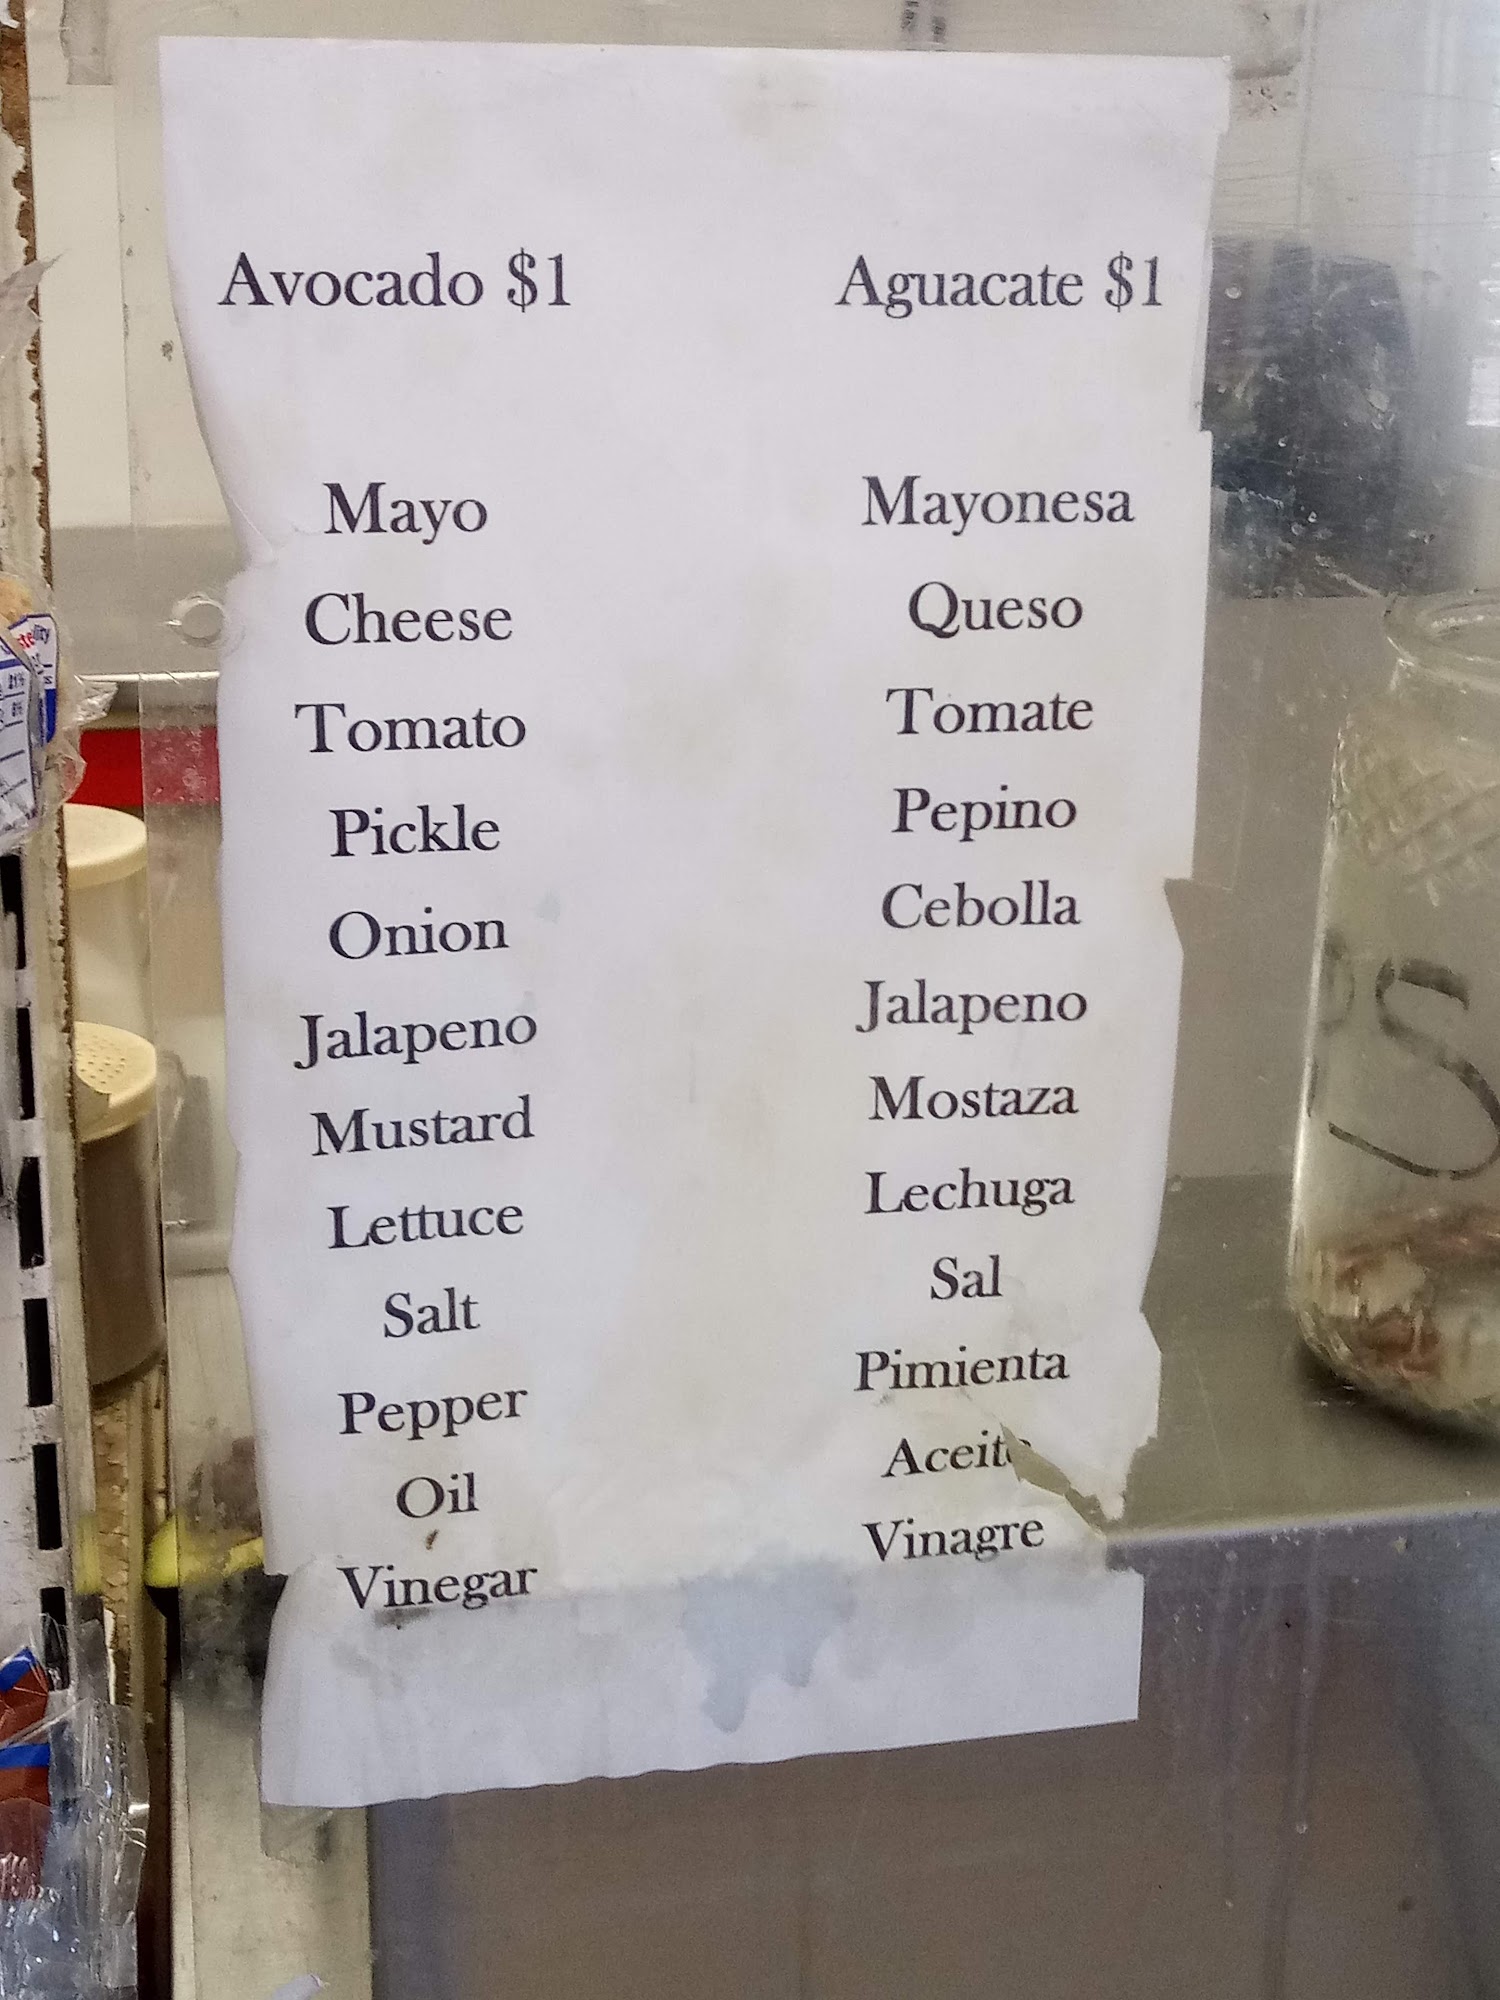 Avocado $1
Aguacate $1
Mayo
Mayonesa
Cheese
Queso
Tomato
Tomate
Pickle
Pepino
Onion
Cebolla
Jalapeno
Jalapeno
Mustard
Mostaza
Lettuce
Lechuga
Salt
Sal
Pepper
Pimienta
Oil
Aceite
Vinegar
Vinagre